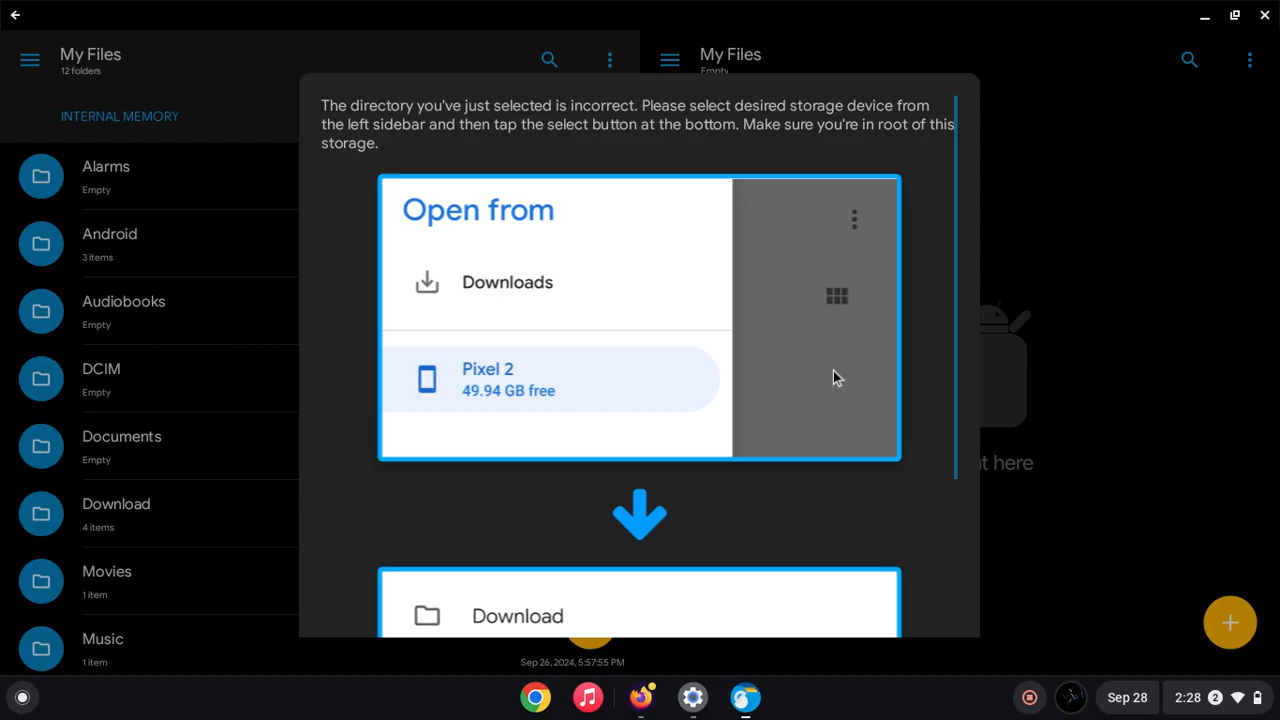 My Files
12 folders
My Files
Empty
INTERNAL MEMORY
The directory you've just selected is incorrect. Please select desired storage device from
the left sidebar and then tap the select button at the bottom. Make sure you're in root of this
storage.
Open from
Downloads
Pixel 2
49.94 GB free
Download
Alarms
Empty
Android
3 items
Audiobooks
Empty
DCIM
Empty
Documents
Empty
Download
4 items
Movies
1 item
Music
1 item
here
Sep 26, 2024, 5:57:55 PM
Sep 28
2:28
2